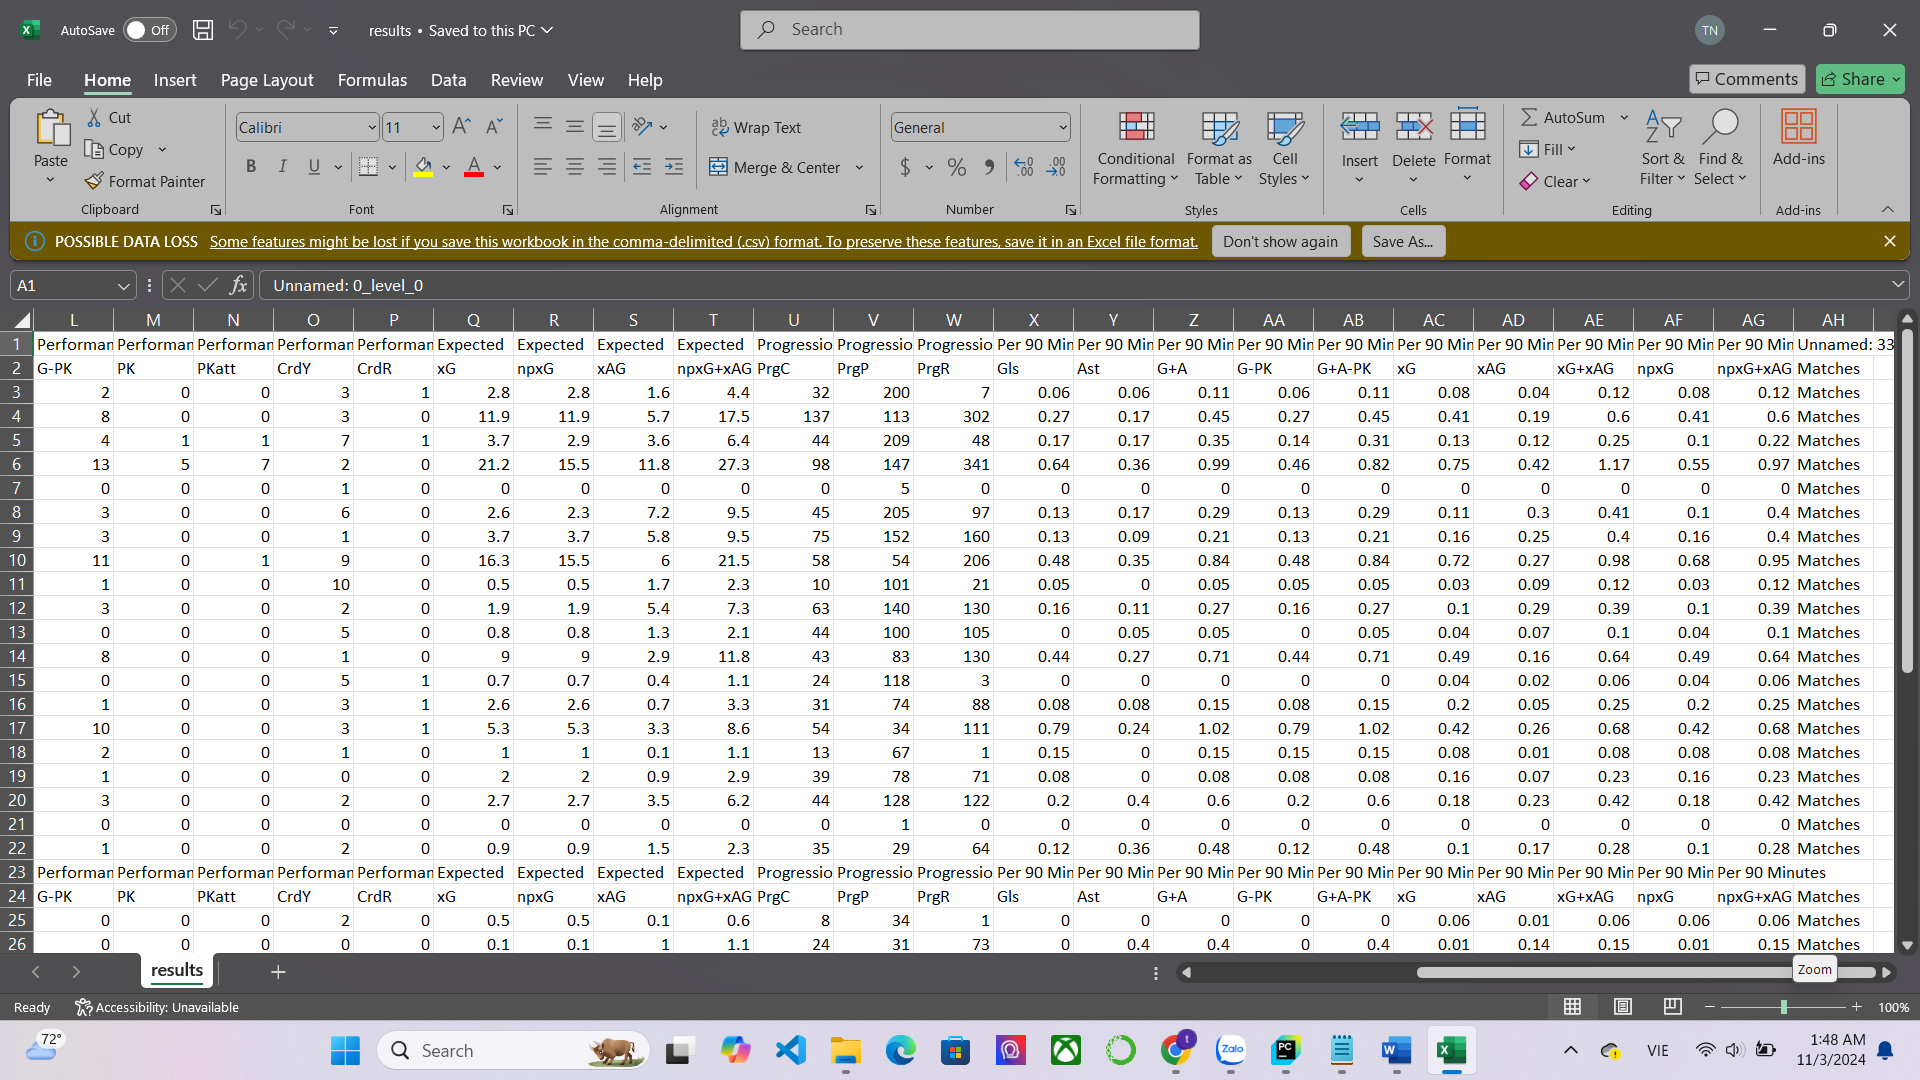 AutoSave Off results • Saved to this PC Search TN
File Home Insert Page Layout Formulas Data Review View Help Comments Share
Paste Cut Copy Format Painter Clipboard
Calibri 11 B I U A Font
Wrap Text Merge & Center Alignment
General $ % Number
Conditional Formatting Format as Table Cell Styles Styles
Insert Delete Format Cells
AutoSum Fill Clear Sort & Filter Find & Select Editing
Add-ins Add-ins
POSSIBLE DATA LOSS Some features might be lost if you save this workbook in the comma-delimited (.csv) format. To preserve these features, save it in an Excel file format. Don't show again Save As...
A1 fx Unnamed: 0_level_0
L M N O P Q R S T U V W X Y Z AA AB AC AD AE AF AG AH
1 Performan Performan Performan Performan Performan Expected Expected Expected Expected Progressio Progressio Progressio Per 90 Min Per 90 Min Per 90 Min Per 90 Min Per 90 Min Per 90 Min Per 90 Min Per 90 Min Per 90 Min Per 90 Min Unnamed: 33
2 G-PK PK PKatt CrdY CrdR xG npxG xAG npxG+xAG PrgC PrgP PrgR Gls Ast G+A G-PK G+A-PK xG xAG xG+xAG npxG npxG+xAG Matches
3 2 0 0 3 1 2.8 2.8 1.6 4.4 32 200 7 0.06 0.06 0.11 0.06 0.11 0.08 0.04 0.12 0.08 0.12 Matches
4 8 0 0 3 0 11.9 11.9 5.7 17.5 137 113 302 0.27 0.17 0.45 0.27 0.45 0.41 0.19 0.6 0.41 0.6 Matches
5 4 1 1 7 1 3.7 2.9 3.6 6.4 44 209 48 0.17 0.17 0.35 0.14 0.31 0.13 0.12 0.25 0.1 0.22 Matches
6 13 5 7 2 0 21.2 15.5 11.8 27.3 98 147 341 0.64 0.36 0.99 0.46 0.82 0.75 0.42 1.17 0.55 0.97 Matches
7 0 0 0 1 0 0 0 0 0 0 5 0 0 0 0 0 0 0 0 0 0 0 Matches
8 3 0 0 6 0 2.6 2.3 7.2 9.5 45 205 97 0.13 0.17 0.29 0.13 0.29 0.11 0.3 0.41 0.1 0.4 Matches
9 3 0 0 1 0 3.7 3.7 5.8 9.5 75 152 160 0.13 0.09 0.21 0.13 0.21 0.16 0.25 0.4 0.16 0.4 Matches
10 11 0 1 9 0 16.3 15.5 6 21.5 58 54 206 0.48 0.35 0.84 0.48 0.84 0.72 0.27 0.98 0.68 0.95 Matches
11 1 0 0 10 0 0.5 0.5 1.7 2.3 10 101 21 0.05 0 0.05 0.05 0.05 0.03 0.09 0.12 0.03 0.12 Matches
12 3 0 0 2 0 1.9 1.9 5.4 7.3 63 140 130 0.16 0.11 0.27 0.16 0.27 0.1 0.29 0.39 0.1 0.39 Matches
13 0 0 0 5 0 0.8 0.8 1.3 2.1 44 100 105 0 0.05 0.05 0 0.05 0.04 0.07 0.1 0.04 0.1 Matches
14 8 0 0 1 0 9 9 2.9 11.8 43 83 130 0.44 0.27 0.71 0.44 0.71 0.49 0.16 0.64 0.49 0.64 Matches
15 0 0 0 5 1 0.7 0.7 0.4 1.1 24 118 3 0 0 0 0 0 0.04 0.02 0.06 0.04 0.06 Matches
16 1 0 0 3 1 2.6 2.6 0.7 3.3 31 74 88 0.08 0.08 0.15 0.08 0.15 0.2 0.05 0.25 0.2 0.25 Matches
17 10 0 0 3 1 5.3 5.3 3.3 8.6 54 34 111 0.79 0.24 1.02 0.79 1.02 0.42 0.26 0.68 0.42 0.68 Matches
18 2 0 0 1 0 1 1 0.1 1.1 13 67 1 0.15 0 0.15 0.15 0.15 0.08 0.01 0.08 0.08 0.08 Matches
19 1 0 0 0 0 2 2 0.9 2.9 39 78 71 0.08 0 0.08 0.08 0.08 0.16 0.07 0.23 0.16 0.23 Matches
20 3 0 0 2 0 2.7 2.7 3.5 6.2 44 128 122 0.2 0.4 0.6 0.2 0.6 0.18 0.23 0.42 0.18 0.42 Matches
21 0 0 0 0 0 0 0 0 0 0 1 0 0 0 0 0 0 0 0 0 0 0 Matches
22 1 0 0 2 0 0.9 0.9 1.5 2.3 35 29 64 0.12 0.36 0.48 0.12 0.48 0.1 0.17 0.28 0.1 0.28 Matches
23 Performan Performan Performan Performan Performan Expected Expected Expected Expected Progressio Progressio Progressio Per 90 Min Per 90 Min Per 90 Min Per 90 Min Per 90 Min Per 90 Min Per 90 Min Per 90 Min Per 90 Min Per 90 Minutes
24 G-PK PK PKatt CrdY CrdR xG npxG xAG npxG+xAG PrgC PrgP PrgR Gls Ast G+A G-PK G+A-PK xG xAG xG+xAG npxG npxG+xAG Matches
25 0 0 0 2 0 0.5 0.5 0.1 0.6 8 34 1 0 0 0 0 0 0.06 0.01 0.06 0.06 0.06 Matches
26 0 0 0 0 0 0.1 0.1 1 1.1 24 31 73 0 0.4 0.4 0 0.4 0.01 0.14 0.15 0.01 0.15 Matches
results Zoom
Ready Accessibility: Unavailable 100%
72° Search Zalo VIE 1:48 AM
11/3/2024